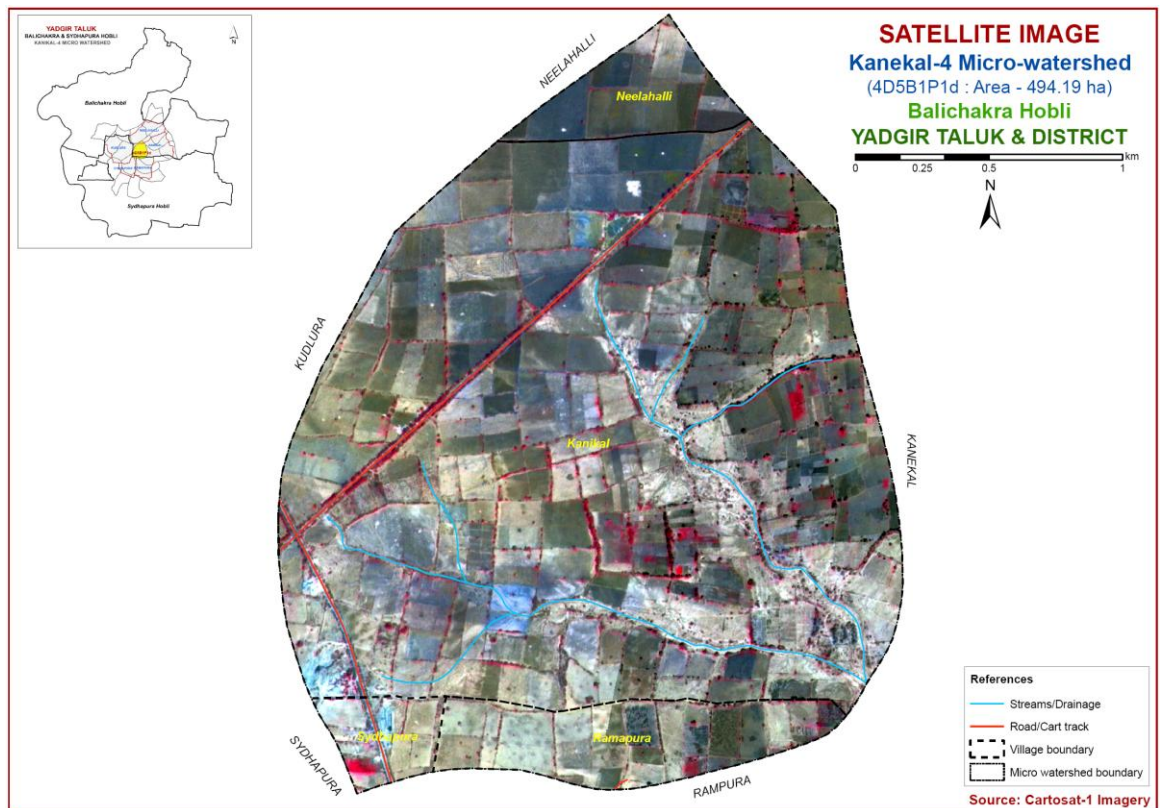 YADGIR TALUK
BALICHAKRA & SYDHAPURA HOBLI
KANIKAL-4 MICRO WATERSHED
N
Balichakra Hobli
Sydhapura Hobli
SATELLITE IMAGE
Kanekal-4 Micro-watershed
(4D5B1P1d : Area - 494.19 ha)
Balichakra Hobli
YADGIR TALUK & DISTRICT
km
0 0.25 0.5 1
N
NEELAHALLI
Neelahalli
KUDLURA
Kanikal
KANEKAL
SYDHAPURA
Sydhapura
Ramapura
RAMPURA
References
Streams/Drainage
Road/Cart track
Village boundary
Micro watershed boundary
Source: Cartosat-1 Imagery